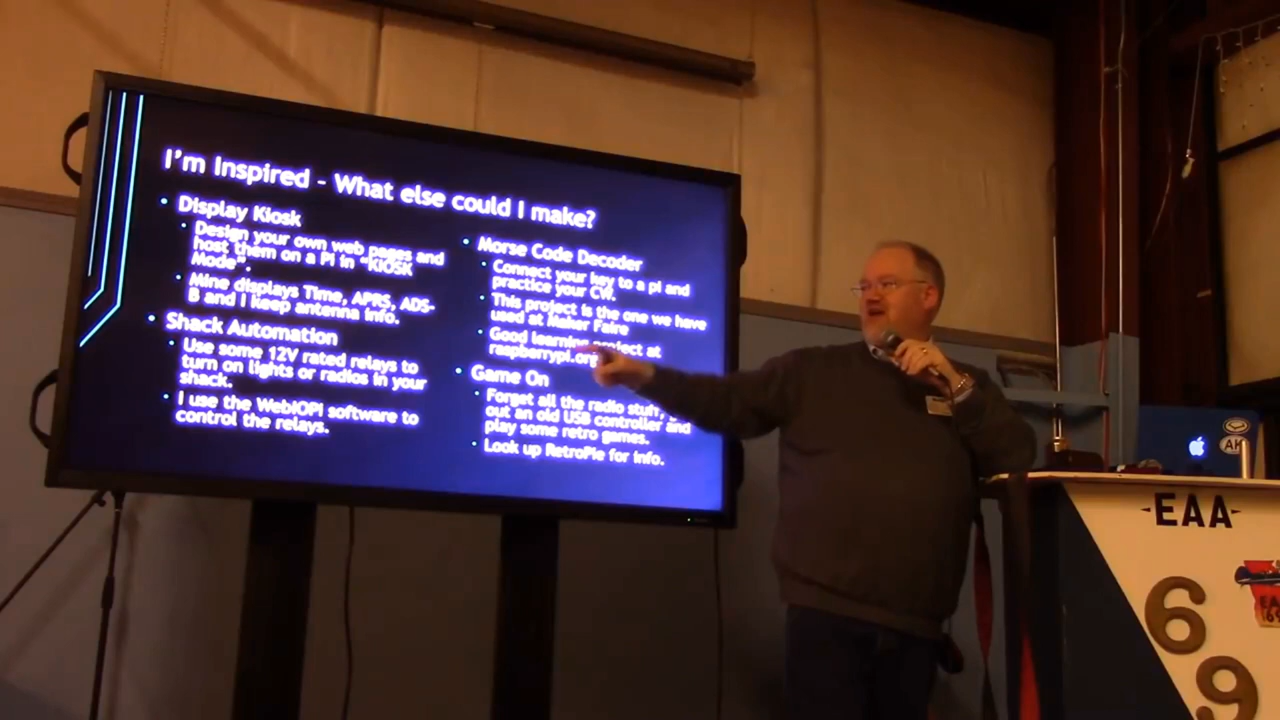 I'm Inspired - What else could I make?
• Display Kiosk
• Design your own web pages and
host them on a Pi in "KIOSK
Mode".
• Mine displays Time, APRS, ADS-
B and I keep antenna info.
• Shack Automation
• Use some 12V rated relays to
turn on lights or radios in your
shack.
• I use the WebIOPi software to
control the relays.
• Morse Code Decoder
• Connect your key to a pi and
practice your CW.
• This project is the one we have
used at Maker Faire
• Good learning project at
raspberrypi.org
• Game On
• Forget all the radio stuff,
out an old USB controller and
play some retro games.
• Look up RetroPie for info.
AK
EAA
6
9